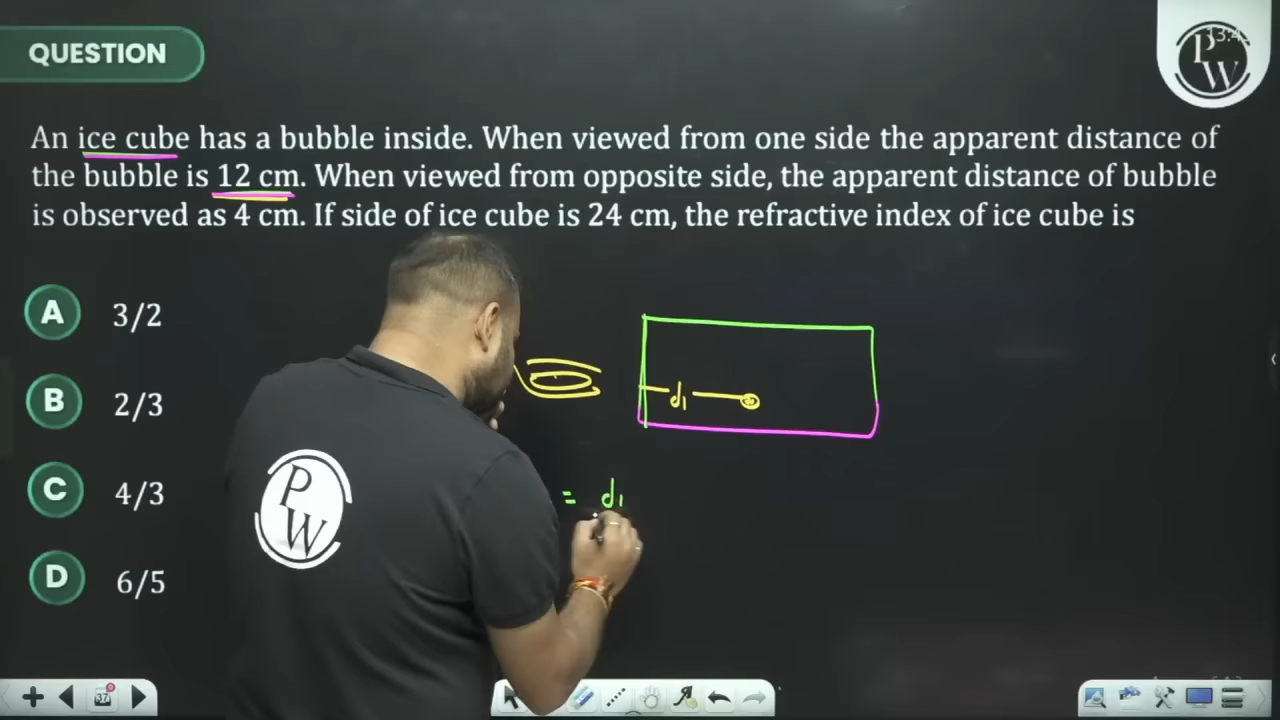 QUESTION
An ice cube has a bubble inside. When viewed from one side the apparent distance of
the bubble is 12 cm. When viewed from opposite side, the apparent distance of bubble
is observed as 4 cm. If side of ice cube is 24 cm, the refractive index of ice cube is
A 3/2
B 2/3
C 4/3
D 6/5
d₁
= d₁
P
W
P
W
37